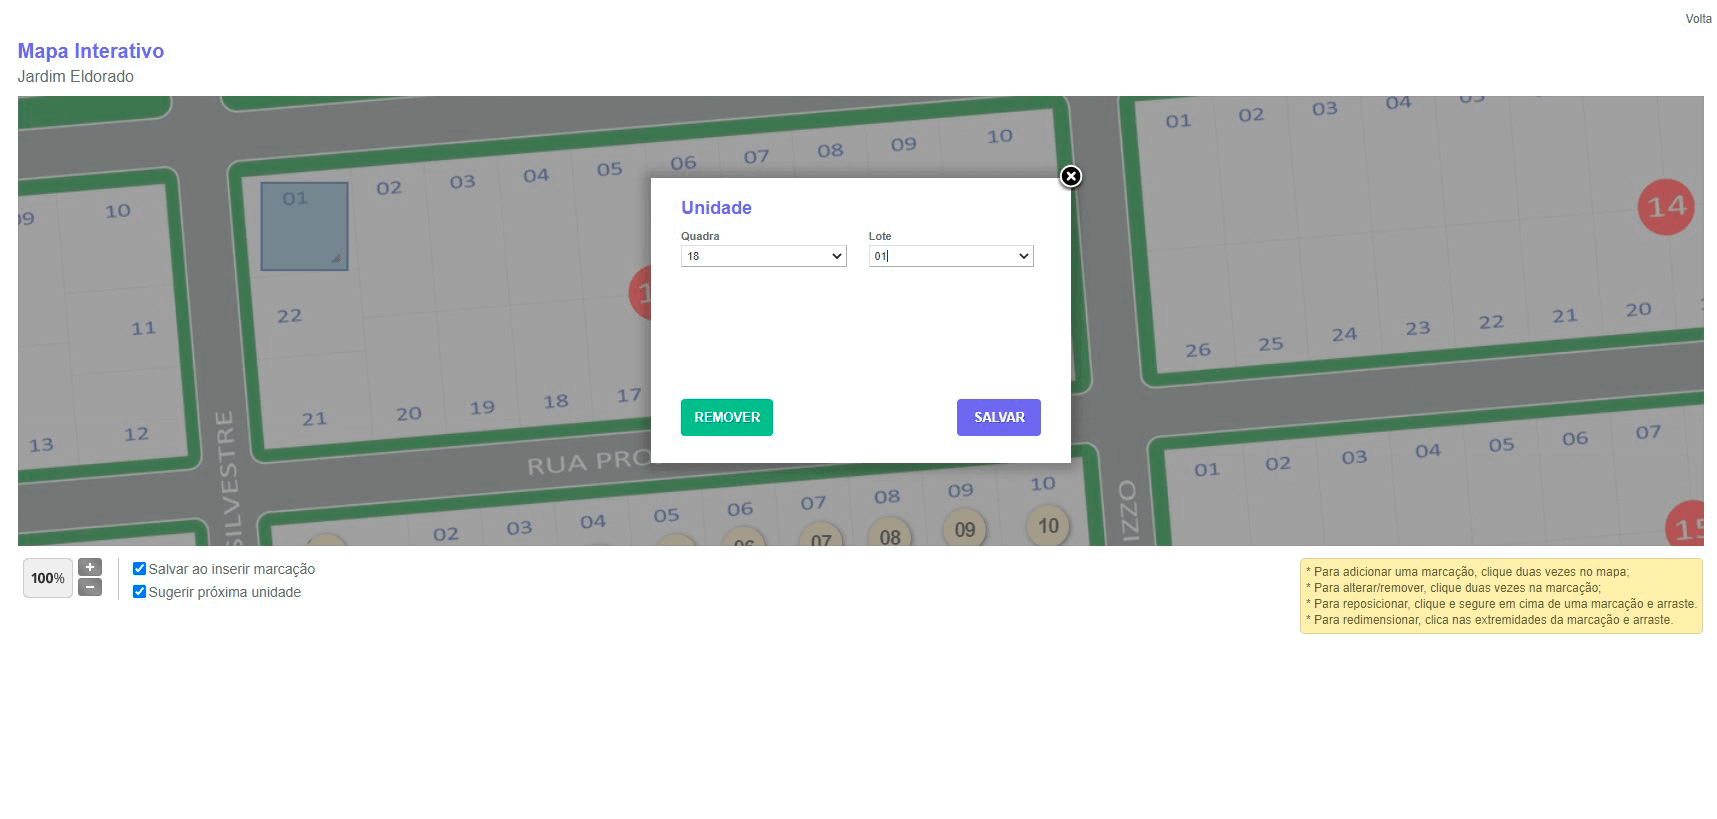 Volta
Mapa Interativo
Jardim Eldorado
01 02 03 04 05 06 07 08 09 10
01 02 03 04
09 10
14
11
22
13 12
21 20 19 18 17
26 25 24 23 22 21 20
SILVESTRE
RUA PRO
IZZO
02 03 04 05 06 07 08 09 10
06 07 08 09 10
01 02 03 04 05 06 07
15
Unidade
Quadra Lote
18 01
REMOVER SALVAR
100% + −
Salvar ao inserir marcação
Sugerir próxima unidade
* Para adicionar uma marcação, clique duas vezes no mapa;
* Para alterar/remover, clique duas vezes na marcação;
* Para reposicionar, clique e segure em cima de uma marcação e arraste.
* Para redimensionar, clica nas extremidades da marcação e arraste.